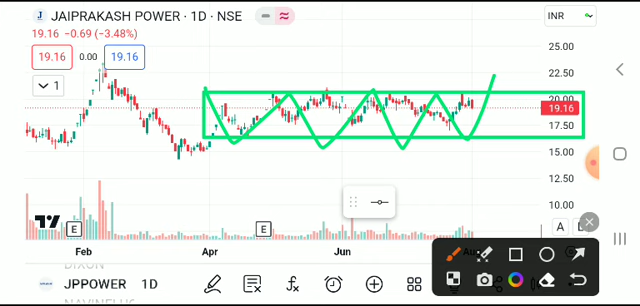 J JAIPRAKASH POWER · 1D · NSE
INR
19.16 −0.69 (−3.48%)
19.16 0.00 19.16
1
25.00
22.50
20.00
19.16
17.50
15.00
12.50
10.00
E E
A
Feb Apr Jun Au
DIXON
JPPOWER 1D
NAVINFLUO